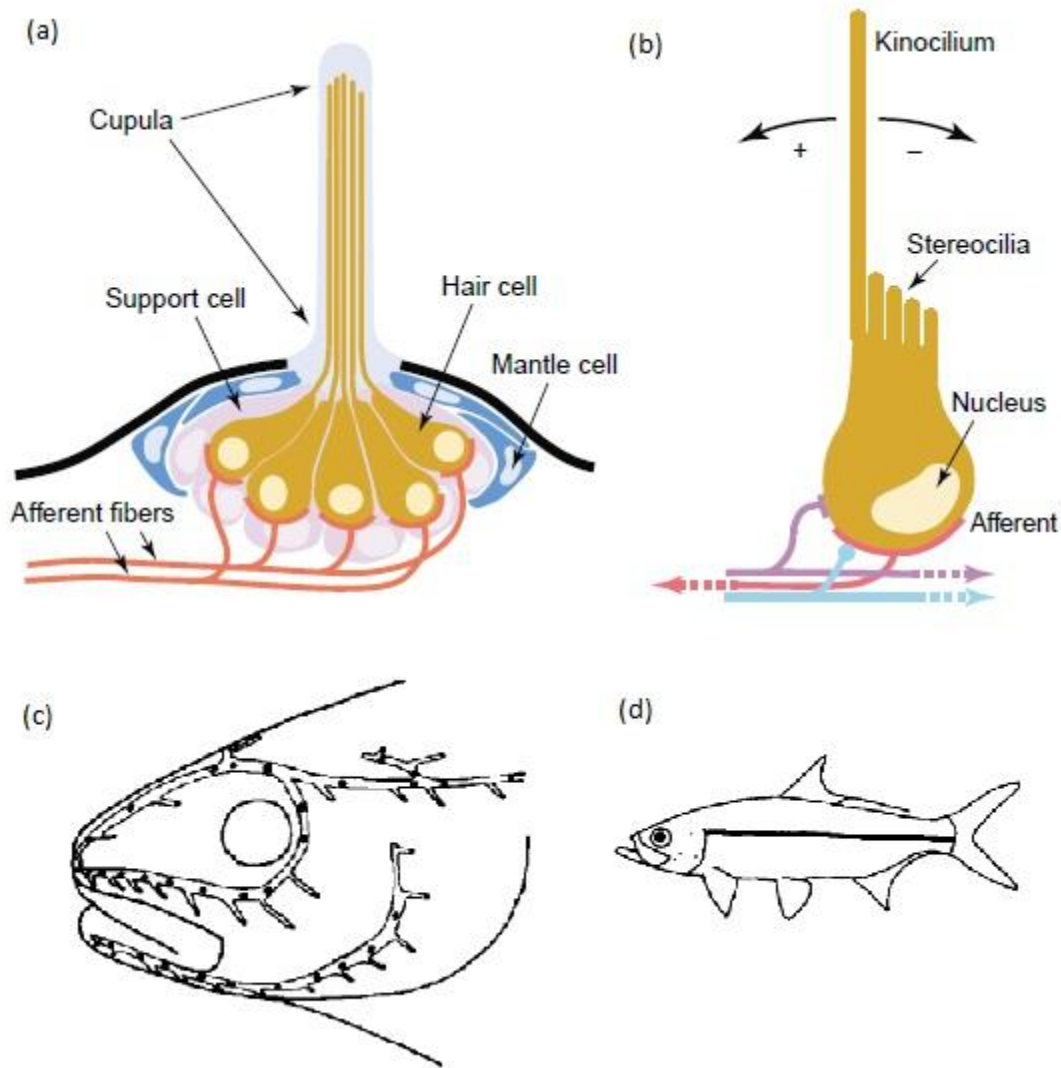 (a)
Cupula
Support cell
Hair cell
Mantle cell
Afferent fibers
(b)
Kinocilium
+
–
Stereocilia
Nucleus
Afferent
(c)
(d)